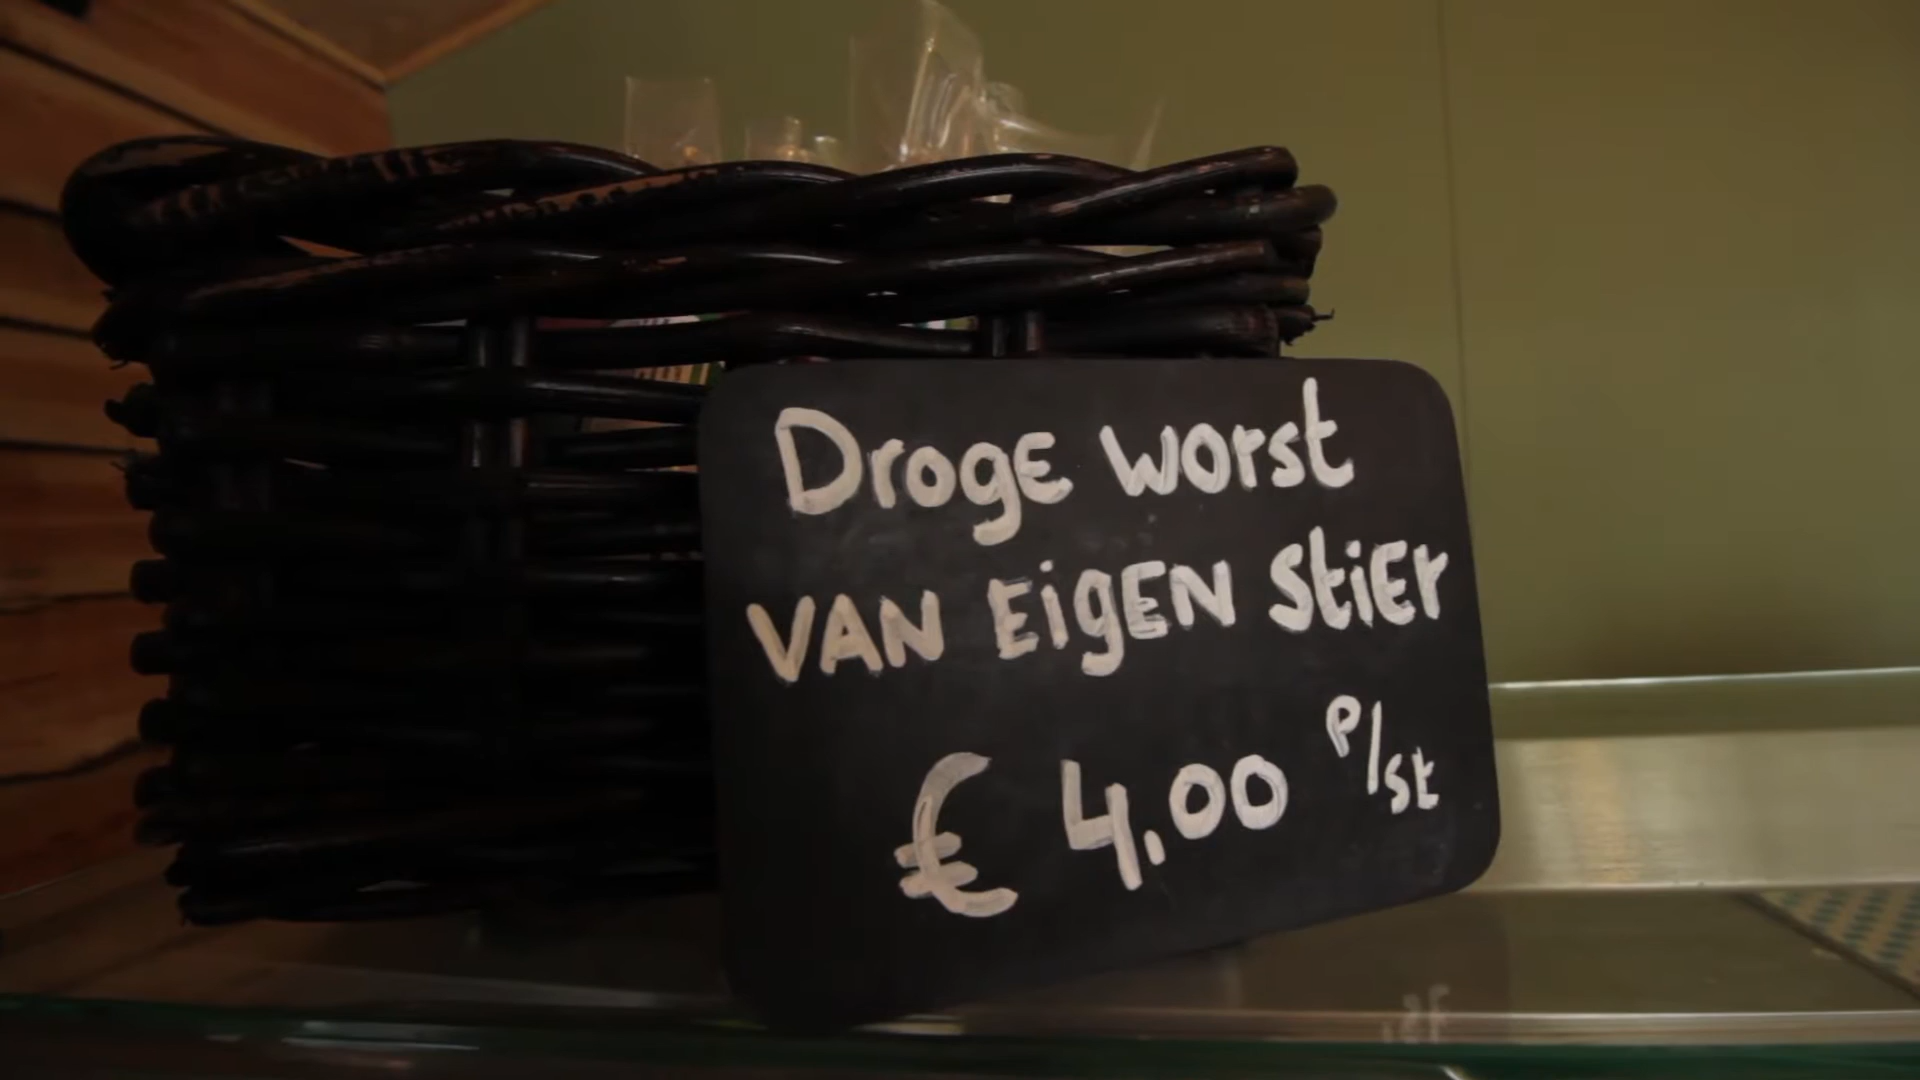 Droge worst
VAN EigEN StiEr
€ 4,00 P/st